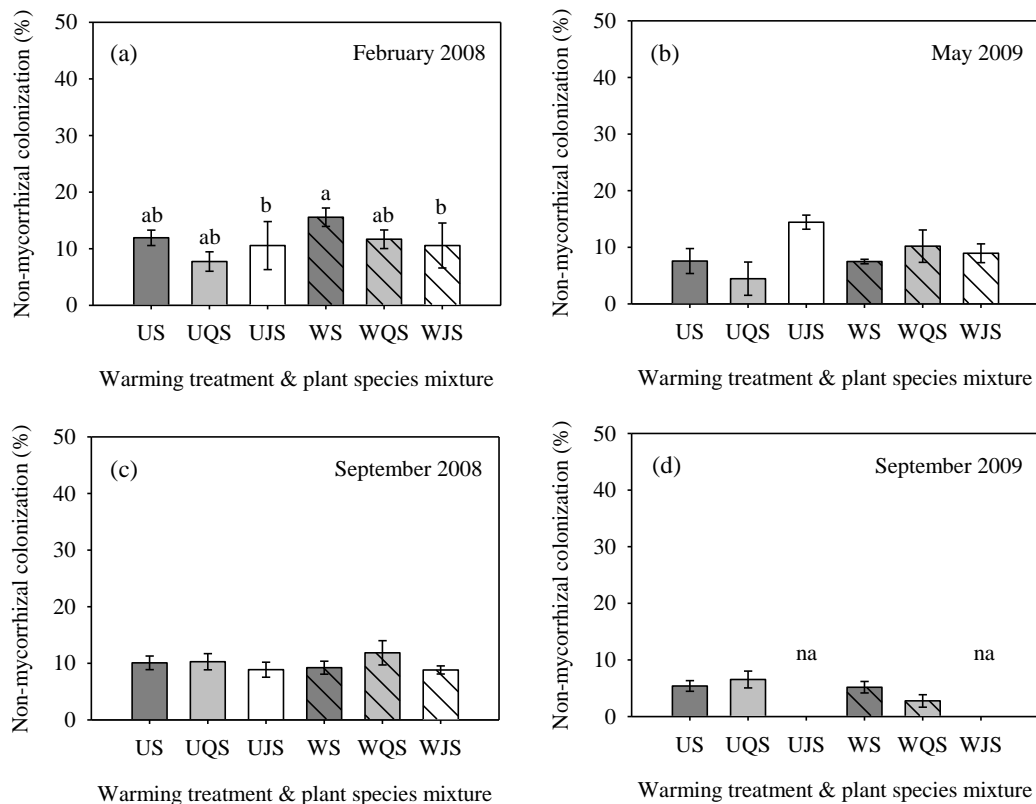 Non-mycorrhizal colonization (%)
50
40
30
20
10
0
(a)
February 2008
ab
ab
b
a
ab
b
US UQS UJS WS WQS WJS
Warming treatment & plant species mixture
Non-mycorrhizal colonization (%)
50
40
30
20
10
0
(b)
May 2009
US UQS UJS WS WQS WJS
Warming treatment & plant species mixture
Non-mycorrhizal colonization (%)
50
40
30
20
10
0
(c)
September 2008
US UQS UJS WS WQS WJS
Warming treatment & plant species mixture
Non-mycorrhizal colonization (%)
50
40
30
20
10
0
(d)
September 2009
na
na
US UQS UJS WS WQS WJS
Warming treatment & plant species mixture